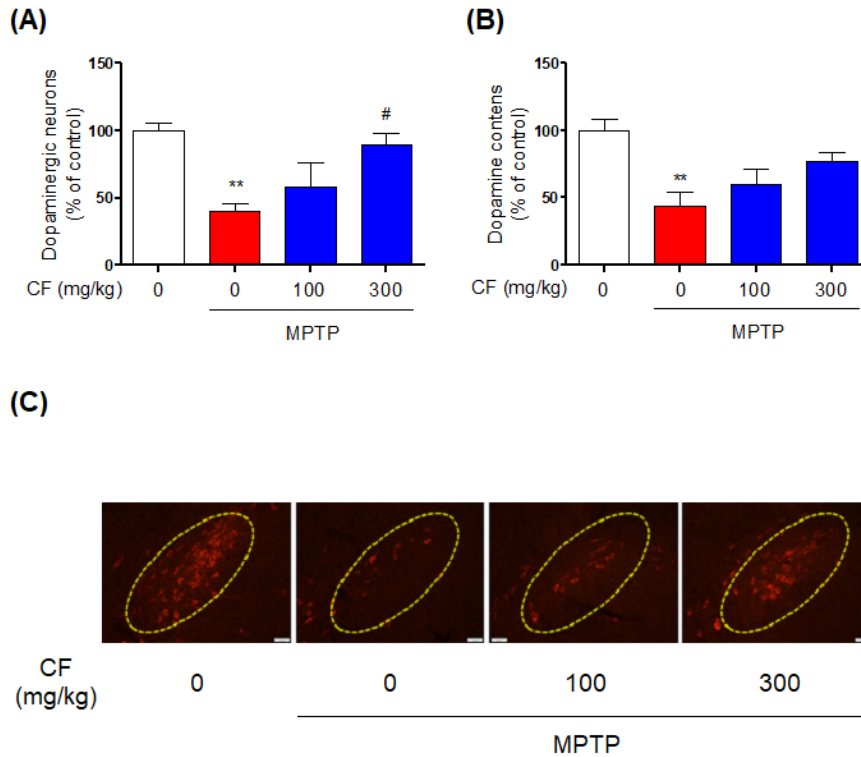 (A)
Dopaminergic neurons
(% of control)
150
100
50
0
**
#
CF (mg/kg)
0
0
100
300
MPTP
(B)
Dopamine contens
(% of control)
150
100
50
0
**
CF (mg/kg)
0
0
100
300
MPTP
(C)
CF
(mg/kg)
0
0
100
300
MPTP